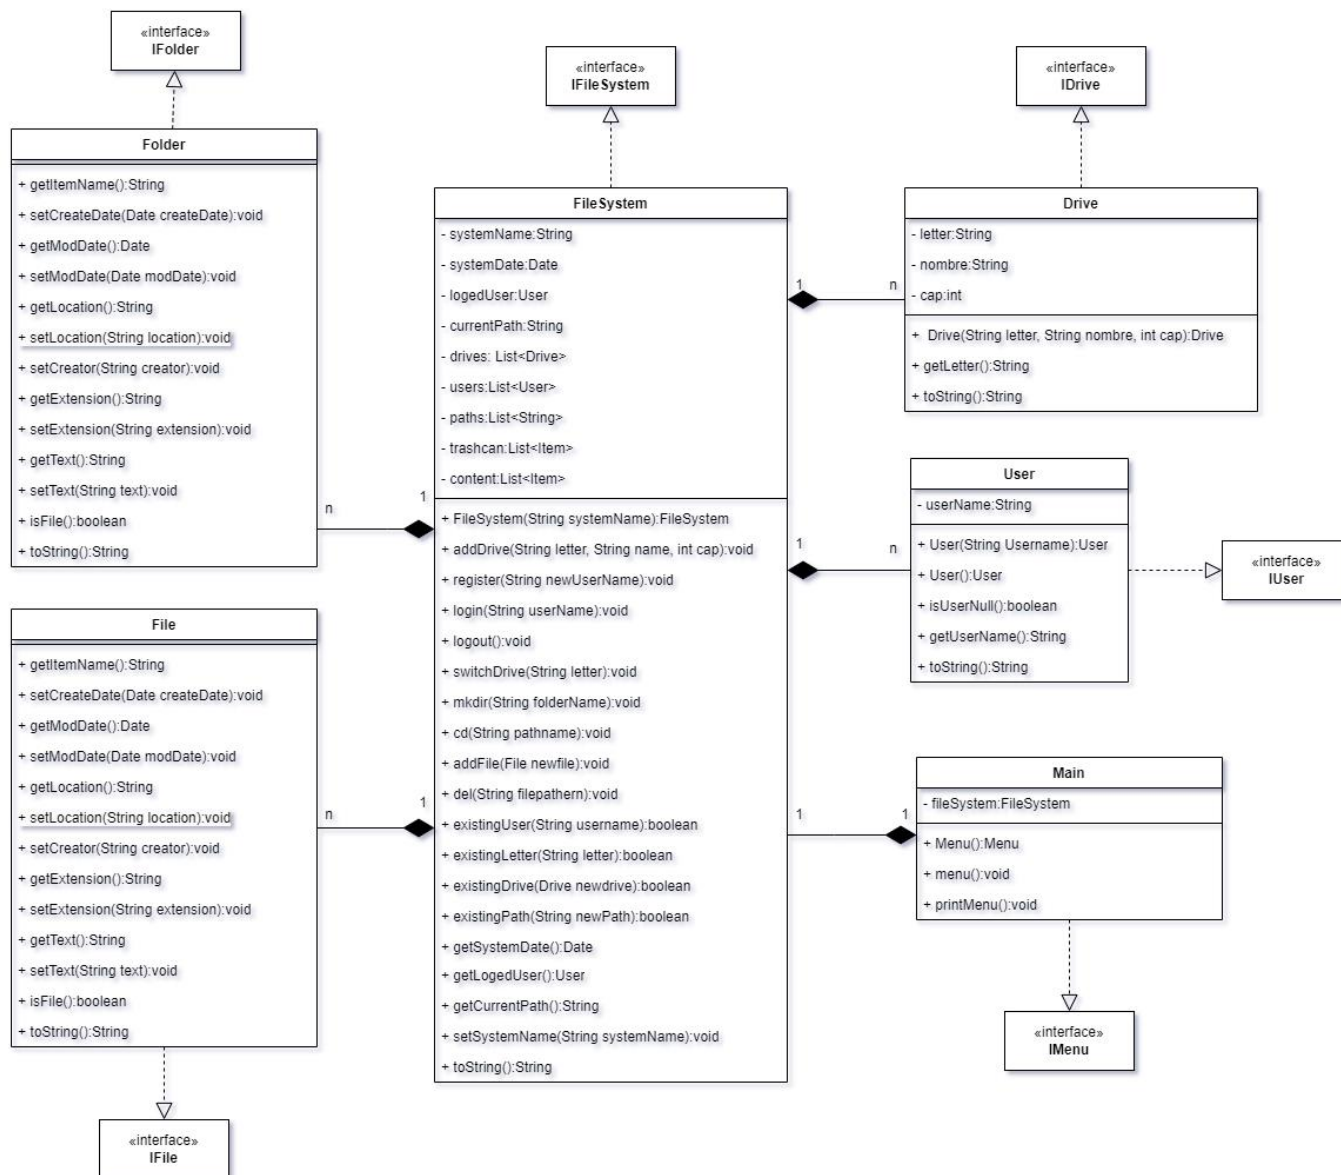 «interface»
IFolder
«interface»
IFileSystem
«interface»
IDrive
Folder
+ getItemName():String
+ setCreateDate(Date createDate):void
+ getModDate():Date
+ setModDate(Date modDate):void
+ getLocation():String
+ setLocation(String location):void
+ setCreator(String creator):void
+ getExtension():String
+ setExtension(String extension):void
+ getText():String
+ setText(String text):void
+ isFile():boolean
+ toString():String
n
1
File
+ getItemName():String
+ setCreateDate(Date createDate):void
+ getModDate():Date
+ setModDate(Date modDate):void
+ getLocation():String
+ setLocation(String location):void
+ setCreator(String creator):void
+ getExtension():String
+ setExtension(String extension):void
+ getText():String
+ setText(String text):void
+ isFile():boolean
+ toString():String
n
1
«interface»
IFile
FileSystem
- systemName:String
- systemDate:Date
- logedUser:User
- currentPath:String
- drives: List<Drive>
- users:List<User>
- paths:List<String>
- trashcan:List<Item>
- content:List<Item>
+ FileSystem(String systemName):FileSystem
+ addDrive(String letter, String name, int cap):void
+ register(String newUserName):void
+ login(String userName):void
+ logout():void
+ switchDrive(String letter):void
+ mkdir(String folderName):void
+ cd(String pathname):void
+ addFile(File newfile):void
+ del(String filepathern):void
+ existingUser(String username):boolean
+ existingLetter(String letter):boolean
+ existingDrive(Drive newdrive):boolean
+ existingPath(String newPath):boolean
+ getSystemDate():Date
+ getLogedUser():User
+ getCurrentPath():String
+ setSystemName(String systemName):void
+ toString():String
1
n
Drive
- letter:String
- nombre:String
- cap:int
+ Drive(String letter, String nombre, int cap):Drive
+ getLetter():String
+ toString():String
1
n
User
- userName:String
+ User(String Username):User
+ User():User
+ isUserNull():boolean
+ getUserName():String
+ toString():String
«interface»
IUser
1
1
Main
- fileSystem:FileSystem
+ Menu():Menu
+ menu():void
+ printMenu():void
«interface»
IMenu